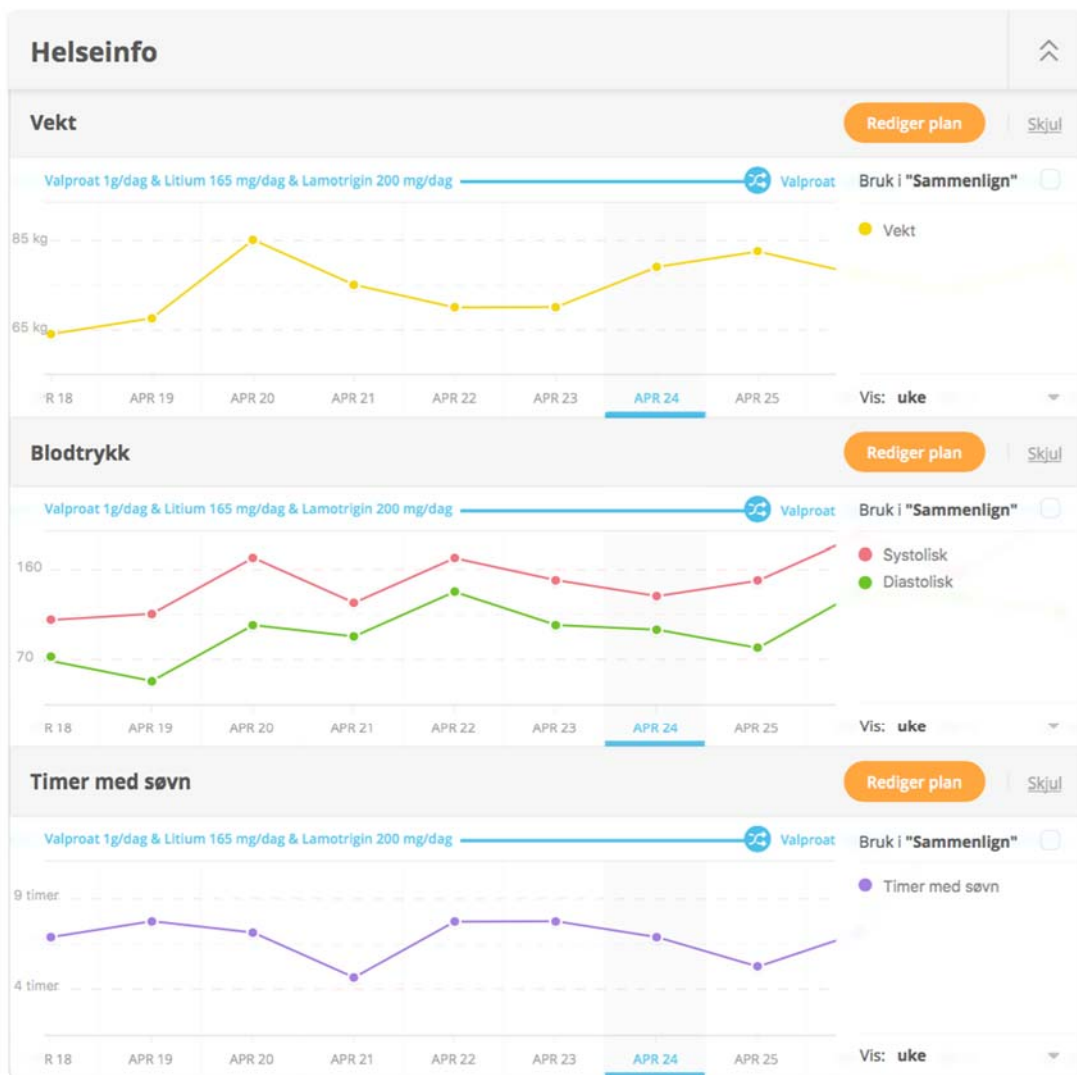 Helseinfo
Vekt
Rediger plan
Skjul
Valproat 1g/dag & Litium 165 mg/dag & Lamotrigin 200 mg/dag
Valproat
Bruk i "Sammenlign"
85 kg
65 kg
Vekt
R 18 APR 19 APR 20 APR 21 APR 22 APR 23 APR 24 APR 25
Vis: uke
Blodtrykk
Rediger plan
Skjul
Valproat 1g/dag & Litium 165 mg/dag & Lamotrigin 200 mg/dag
Valproat
Bruk i "Sammenlign"
160
70
Systolisk
Diastolisk
R 18 APR 19 APR 20 APR 21 APR 22 APR 23 APR 24 APR 25
Vis: uke
Timer med søvn
Rediger plan
Skjul
Valproat 1g/dag & Litium 165 mg/dag & Lamotrigin 200 mg/dag
Valproat
Bruk i "Sammenlign"
9 timer
4 timer
Timer med søvn
R 18 APR 19 APR 20 APR 21 APR 22 APR 23 APR 24 APR 25
Vis: uke